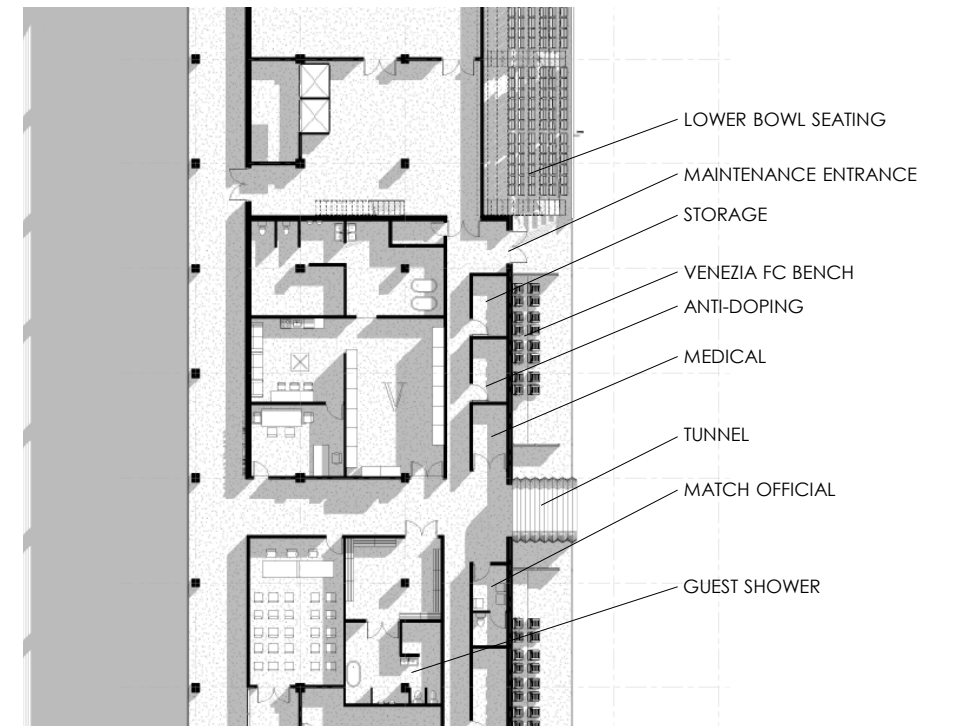 LOWER BOWL SEATING
MAINTENANCE ENTRANCE
STORAGE
VENEZIA FC BENCH
ANTI-DOPING
MEDICAL
V
TUNNEL
MATCH OFFICIAL
GUEST SHOWER